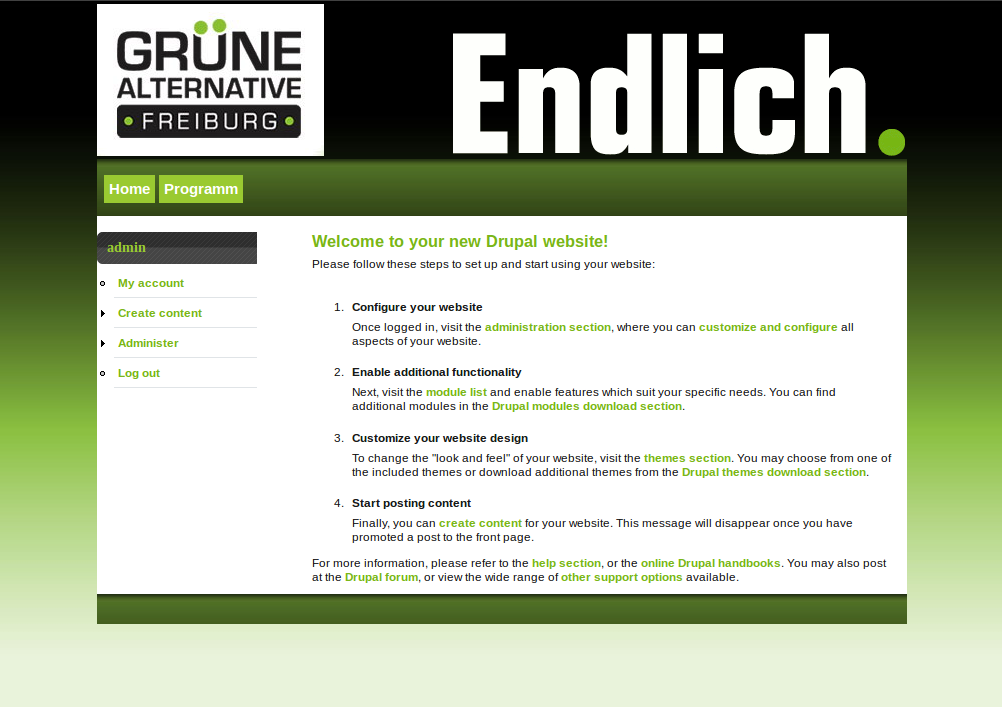 GRÜNE
ALTERNATIVE
FREIBURG
Endlich.
Home Programm
admin
My account
Create content
Administer
Log out
Welcome to your new Drupal website!
Please follow these steps to set up and start using your website:
1. Configure your website
Once logged in, visit the administration section, where you can customize and configure all
aspects of your website.
2. Enable additional functionality
Next, visit the module list and enable features which suit your specific needs. You can find
additional modules in the Drupal modules download section.
3. Customize your website design
To change the "look and feel" of your website, visit the themes section. You may choose from one of
the included themes or download additional themes from the Drupal themes download section.
4. Start posting content
Finally, you can create content for your website. This message will disappear once you have
promoted a post to the front page.
For more information, please refer to the help section, or the online Drupal handbooks. You may also post
at the Drupal forum, or view the wide range of other support options available.